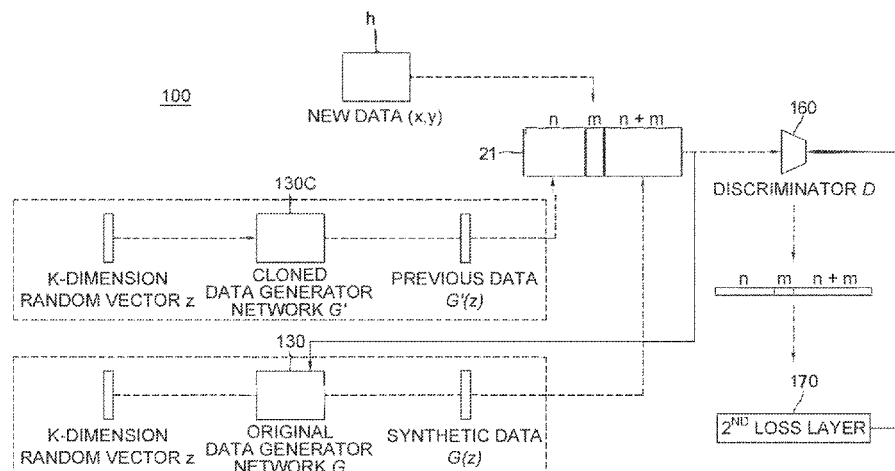 100
h
NEW DATA (x,y)
n m n + m
21
160
DISCRIMINATOR D
130C
K-DIMENSION
RANDOM VECTOR z
CLONED
DATA GENERATOR
NETWORK G'
PREVIOUS DATA
G'(z)
n m n + m
130
K-DIMENSION
RANDOM VECTOR z
ORIGINAL
DATA GENERATOR
NETWORK G
SYNTHETIC DATA
G(z)
170
2ND LOSS LAYER